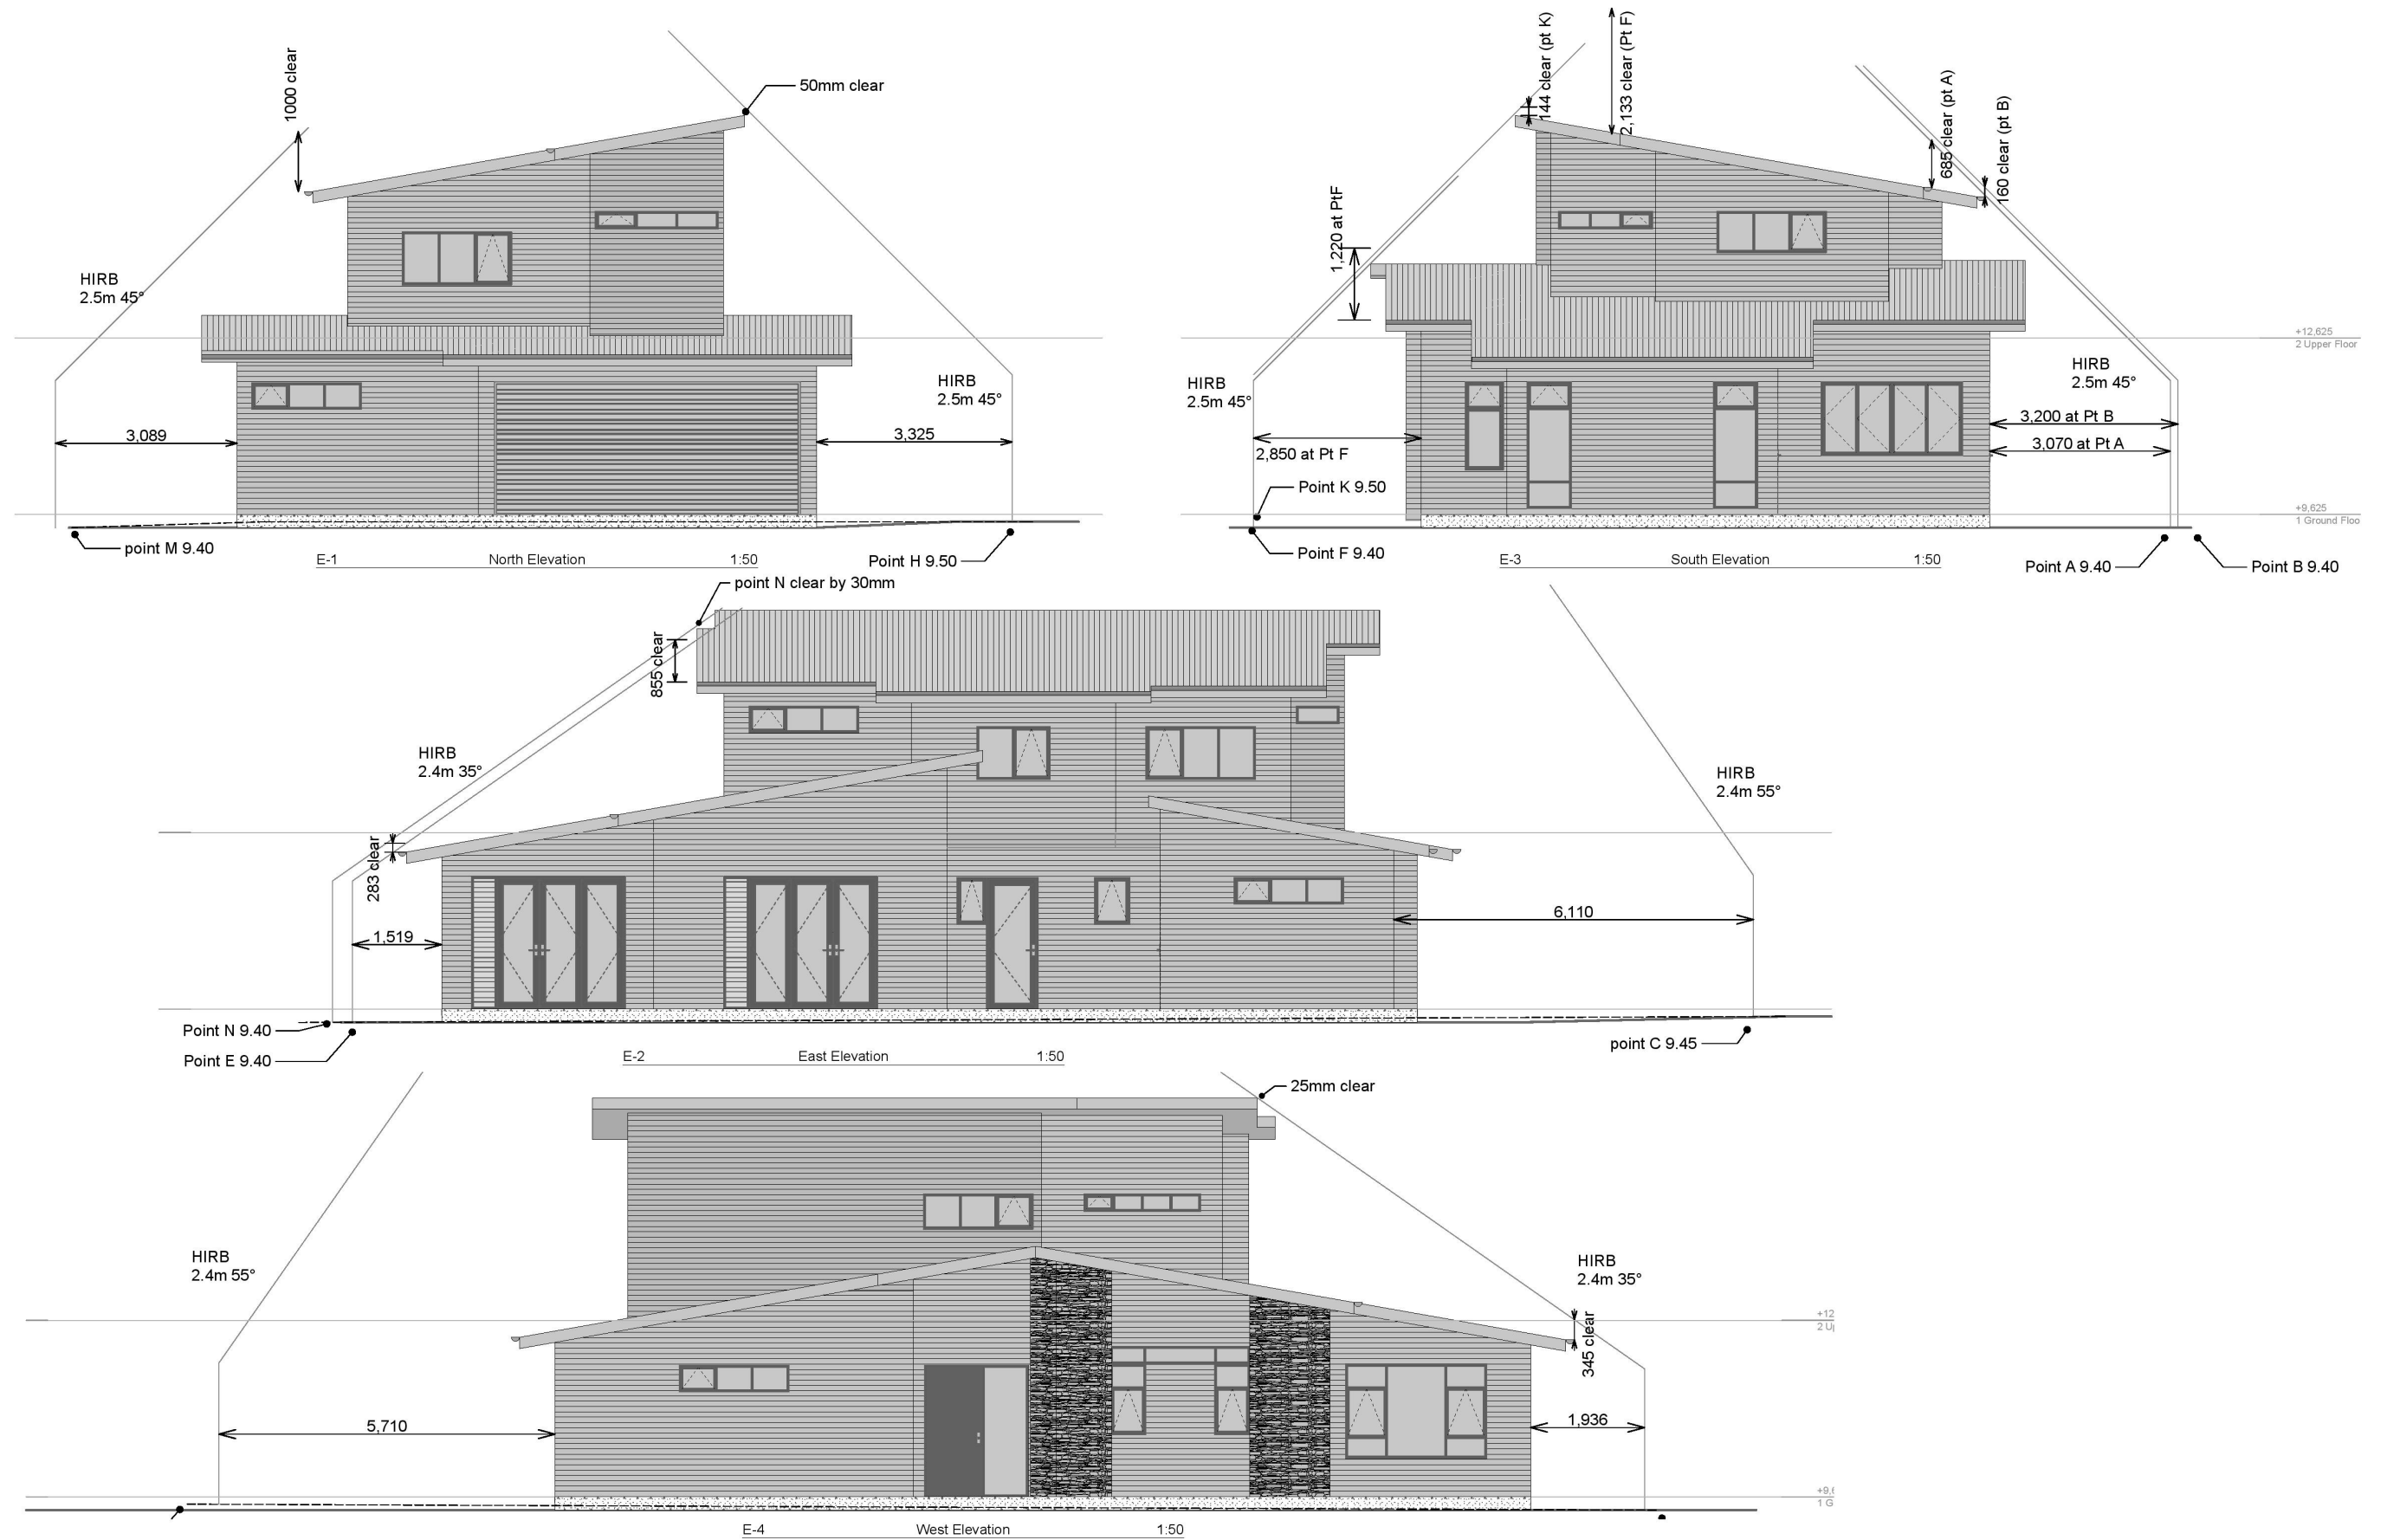 1000 clear
50mm clear
HIRB
2.5m 45°
3,089
HIRB
2.5m 45°
3,325
point M 9.40
Point H 9.50
E-1 North Elevation 1:50
144 clear (pt K)
2,133 clear (Pt F)
685 clear (pt A)
160 clear (pt B)
1,220 at PtF
+12,625
2 Upper Floor
HIRB
2.5m 45°
HIRB
2.5m 45°
3,200 at Pt B
3,070 at Pt A
2,850 at Pt F
Point K 9.50
Point F 9.40
+9,625
1 Ground Floo
E-3 South Elevation 1:50
Point A 9.40
Point B 9.40
point N clear by 30mm
855 clear
HIRB
2.4m 35°
HIRB
2.4m 55°
283 clear
1,519
6,110
Point N 9.40
Point E 9.40
point C 9.45
E-2 East Elevation 1:50
25mm clear
HIRB
2.4m 55°
HIRB
2.4m 35°
345 clear
+12
2 U
5,710
1,936
+9,6
1 G
E-4 West Elevation 1:50